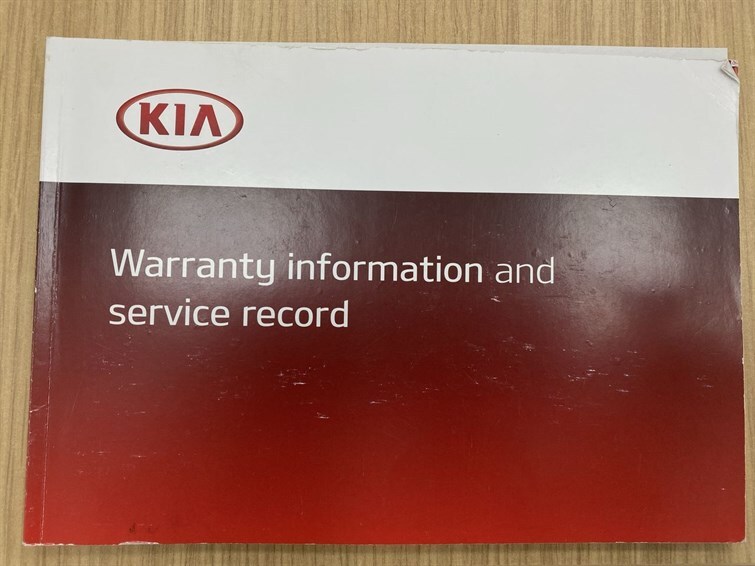 KIA
Warranty information and
service record